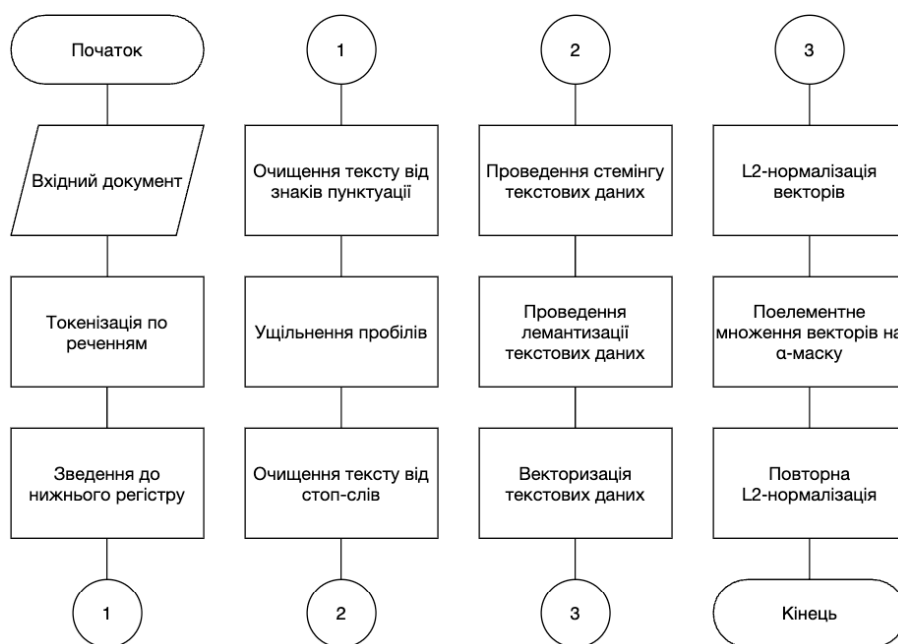 Початок
Вхідний документ
Токенізація по
реченням
Зведення до
нижнього регістру
1
1
Очищення тексту від
знаків пунктуації
Ущільнення пробілів
Очищення тексту від
стоп-слів
2
2
Проведення стемінгу
текстових даних
Проведення
лемантизації
текстових даних
Векторизація
текстових даних
3
3
L2-нормалізація
векторів
Поелементне
множення векторів на
α-маску
Повторна
L2-нормалізація
Кінець